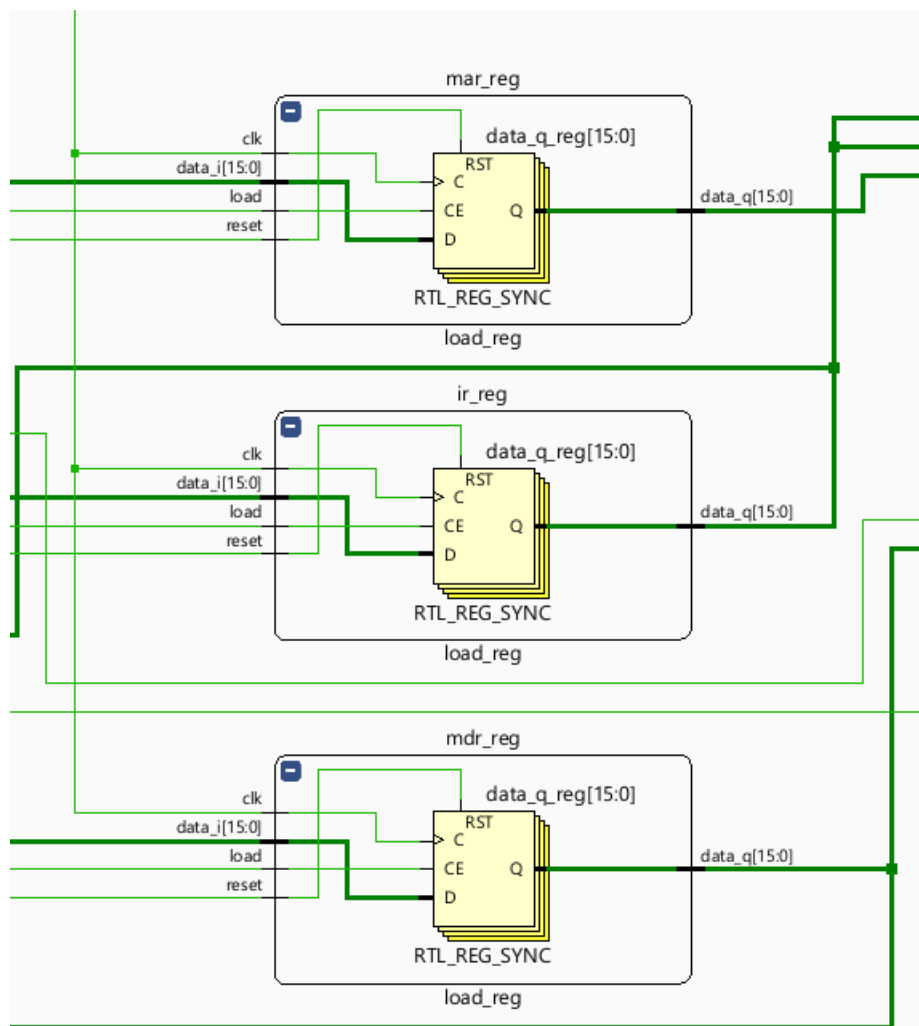 mar_reg
clk
data_i[15:0]
load
reset
data_q_reg[15:0]
RST
C
CE
D
Q
RTL_REG_SYNC
data_q[15:0]
load_reg
ir_reg
clk
data_i[15:0]
load
reset
data_q_reg[15:0]
RST
C
CE
D
Q
RTL_REG_SYNC
data_q[15:0]
load_reg
mdr_reg
clk
data_i[15:0]
load
reset
data_q_reg[15:0]
RST
C
CE
D
Q
RTL_REG_SYNC
data_q[15:0]
load_reg